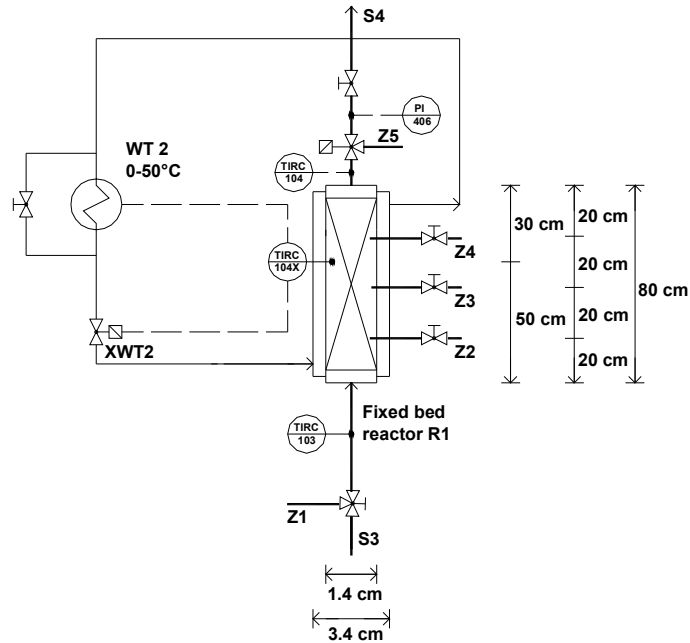 S4
PI
406
WT 2
0-50°C
Z5
TIRC
104
30 cm
20 cm
Z4
TIRC
104X
20 cm
80 cm
Z3
50 cm
20 cm
XWT2
Z2
20 cm
Fixed bed
reactor R1
TIRC
103
Z1
S3
1.4 cm
3.4 cm